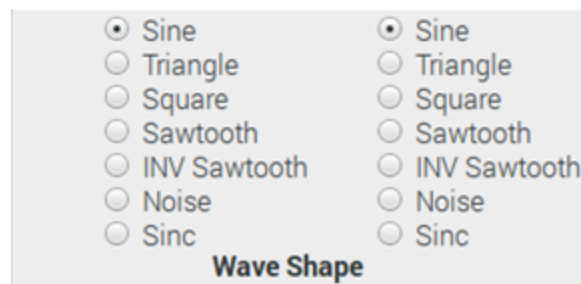 Sine Sine
Triangle Triangle
Square Square
Sawtooth Sawtooth
INV Sawtooth INV Sawtooth
Noise Noise
Sinc Sinc
Wave Shape